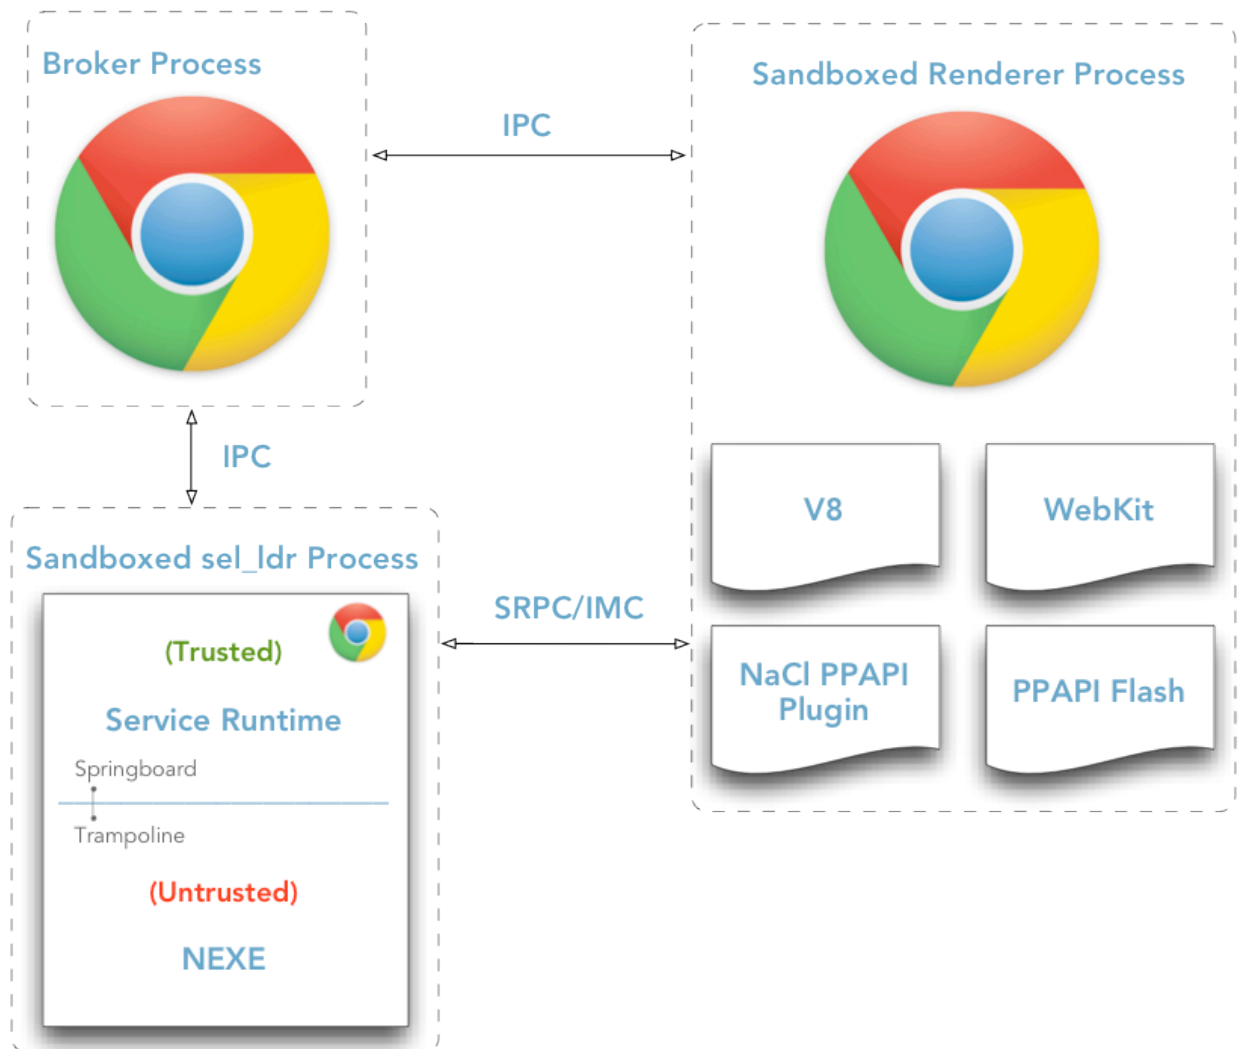 Broker Process
Sandboxed Renderer Process
IPC
IPC
V8
WebKit
Sandboxed sel_ldr Process
SRPC/IMC
(Trusted)
NaCl PPAPI
Plugin
PPAPI Flash
Service Runtime
Springboard
Trampoline
(Untrusted)
NEXE